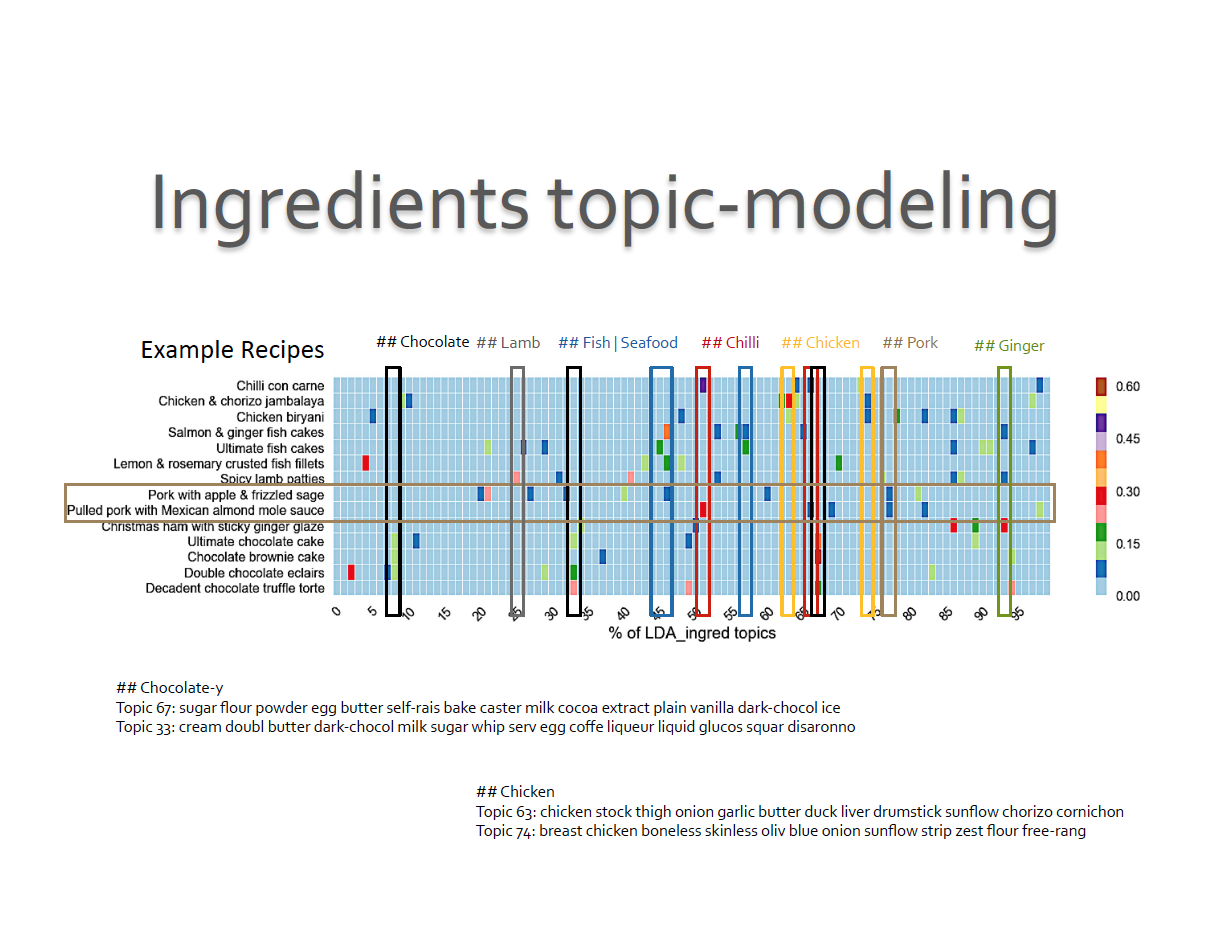 Ingredients topic-modeling
Example Recipes
## Chocolate ## Lamb ## Fish | Seafood ## Chilli ## Chicken ## Pork ## Ginger
Chilli con carne
Chicken & chorizo jambalaya
Chicken biryani
Salmon & ginger fish cakes
Ultimate fish cakes
Lemon & rosemary crusted fish fillets
Spicy lamb patties
Pork with apple & frizzled sage
Pulled pork with Mexican almond mole sauce
Christmas ham with sticky ginger glaze
Ultimate chocolate cake
Chocolate brownie cake
Double chocolate eclairs
Decadent chocolate truffle torte
0 5 10 15 20 25 30 35 40 45 50 55 60 65 70 75 80 85 90 95
% of LDA_ingred topics
0.60
0.45
0.30
0.15
0.00
## Chocolate-y
Topic 67: sugar flour powder egg butter self-rais bake caster milk cocoa extract plain vanilla dark-chocol ice
Topic 33: cream doubl butter dark-chocol milk sugar whip serv egg coffe liqueur liquid glucos squar disaronno
## Chicken
Topic 63: chicken stock thigh onion garlic butter duck liver drumstick sunflow chorizo cornichon
Topic 74: breast chicken boneless skinless oliv blue onion sunflow strip zest flour free-rang